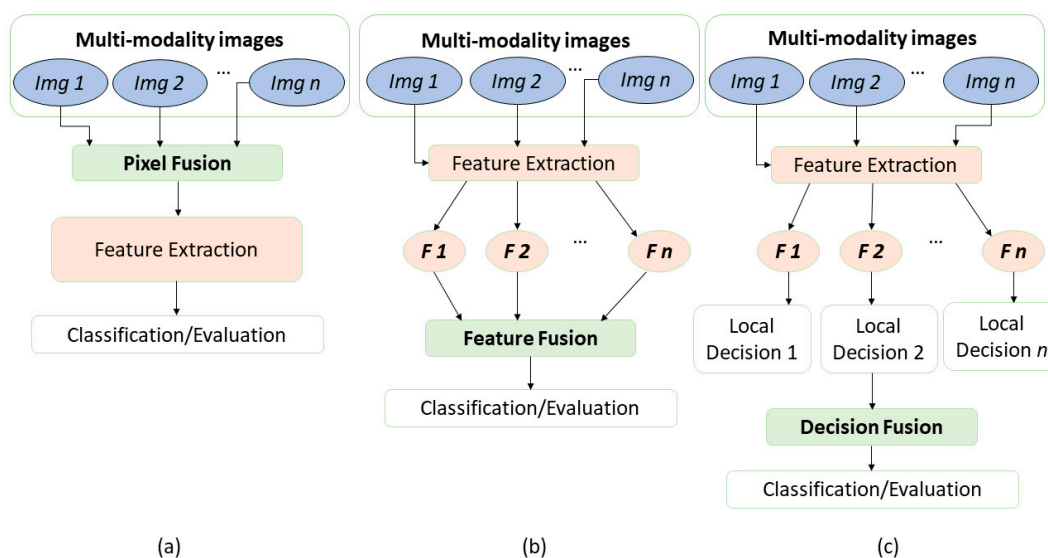 Multi-modality images
Img 1
Img 2
...
Img n
Pixel Fusion
Feature Extraction
Classification/Evaluation
(a)
Multi-modality images
Img 1
Img 2
...
Img n
Feature Extraction
F 1
F 2
...
F n
Feature Fusion
Classification/Evaluation
(b)
Multi-modality images
Img 1
Img 2
...
Img n
Feature Extraction
F 1
F 2
...
F n
Local
Decision 1
Local
Decision 2
Local
Decision n
Decision Fusion
Classification/Evaluation
(c)